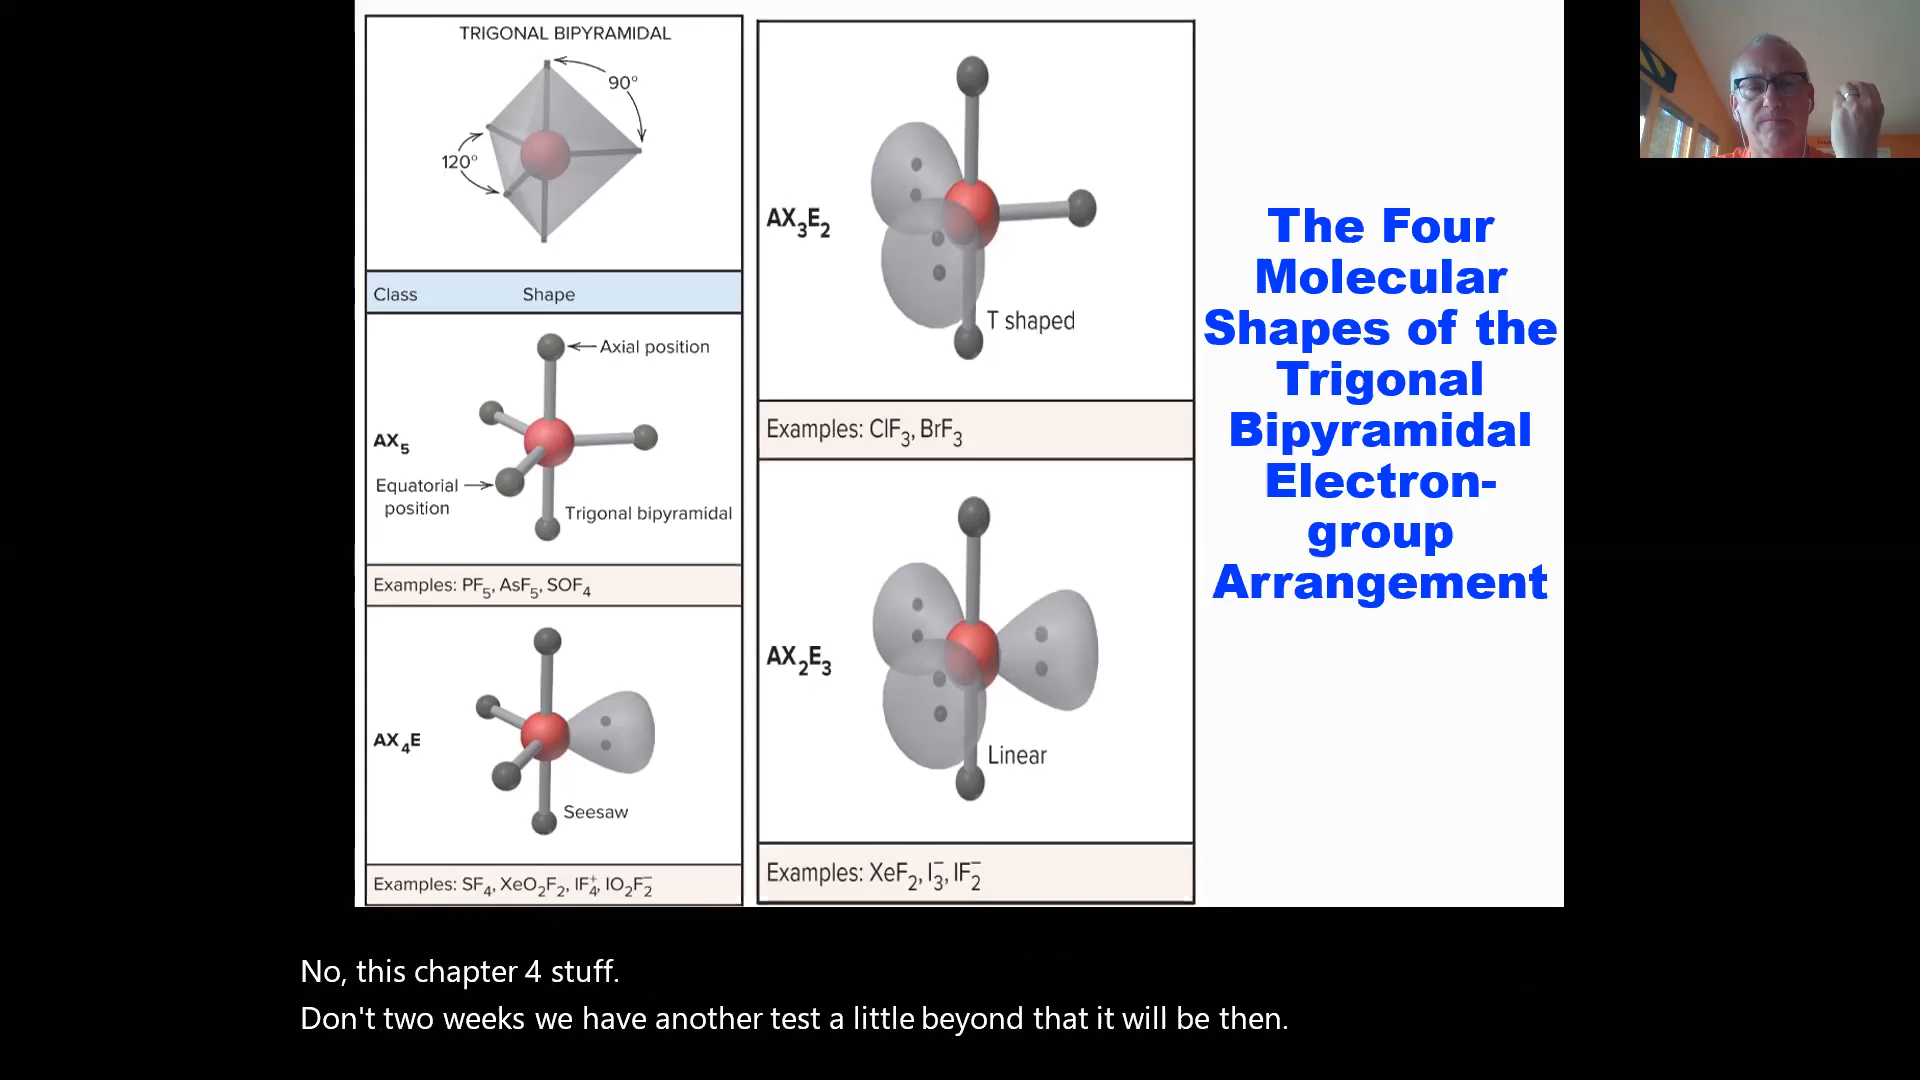 TRIGONAL BIPYRAMIDAL
90°
120°
Class Shape
Axial position
AX5
Equatorial
position
Trigonal bipyramidal
Examples: PF5, AsF5, SOF4
AX4E
Seesaw
Examples: SF4, XeO2F2, IF4+, IO2F2−
AX3E2
T shaped
Examples: ClF3, BrF3
AX2E3
Linear
Examples: XeF2, I3−, IF2−
The Four
Molecular
Shapes of the
Trigonal
Bipyramidal
Electron-
group
Arrangement
No, this chapter 4 stuff.
Don't two weeks we have another test a little beyond that it will be then.